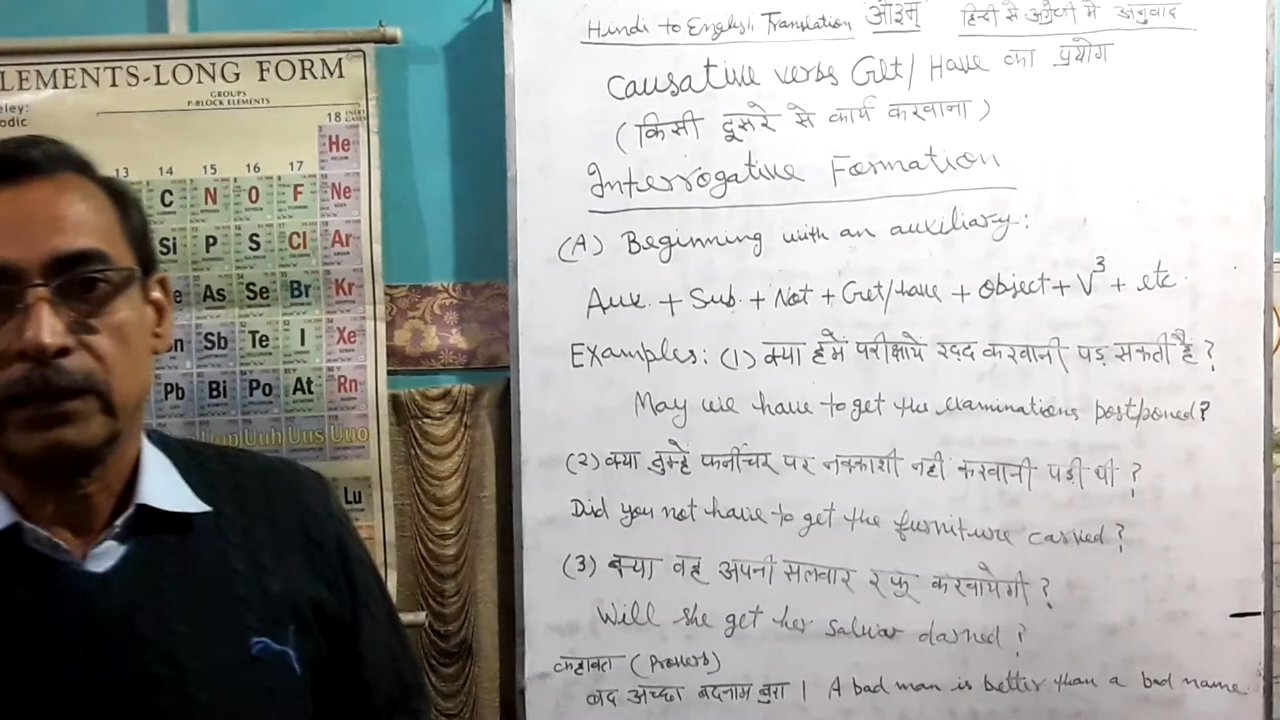 ELEMENTS-LONG FORM
GROUPS
P-BLOCK ELEMENTS
18
13 14 15 16 17
He
C N O F Ne
Si P S Cl Ar
As Se Br Kr
Sb Te I Xe
Pb Bi Po At Rn
Uup Uuh Uus Uuo
Lu
Hindi to English Translation ओ३म् हिन्दी से अंग्रेजी में अनुवाद
Causative verbs Get/Have का प्रयोग
(किसी दूसरे से कार्य करवाना)
Interrogative Formation
(A) Beginning with an auxiliary:
Aux. + Sub. + Not + Get/have + object + V³ + etc.
Examples: (1) क्या हमें परीक्षायें रद्द करवानी पड़ सकती है ?
May we have to get the examinations postponed?
(2) क्या तुम्हें फर्नीचर पर नक्काशी नहीं करवानी पड़ी थी ?
Did you not have to get the furniture carved?
(3) क्या वह अपनी सलवार रफू करवायेगी ?
Will she get her salwar darned?
कहावत (Proverb)
बद अच्छा बदनाम बुरा । A bad man is better than a bad name.